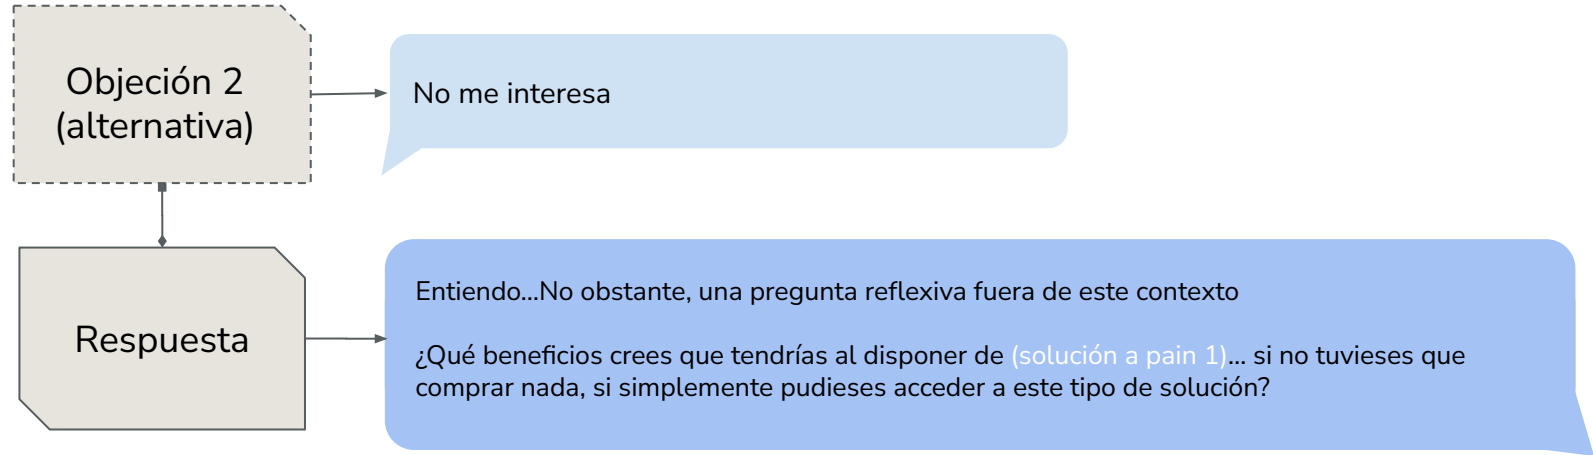 Objeción 2
(alternativa)
No me interesa
Respuesta
Entiendo...No obstante, una pregunta reflexiva fuera de este contexto
¿Qué beneficios crees que tendrías al disponer de (solución a pain 1)... si no tuvieses que
comprar nada, si simplemente pudieses acceder a este tipo de solución?